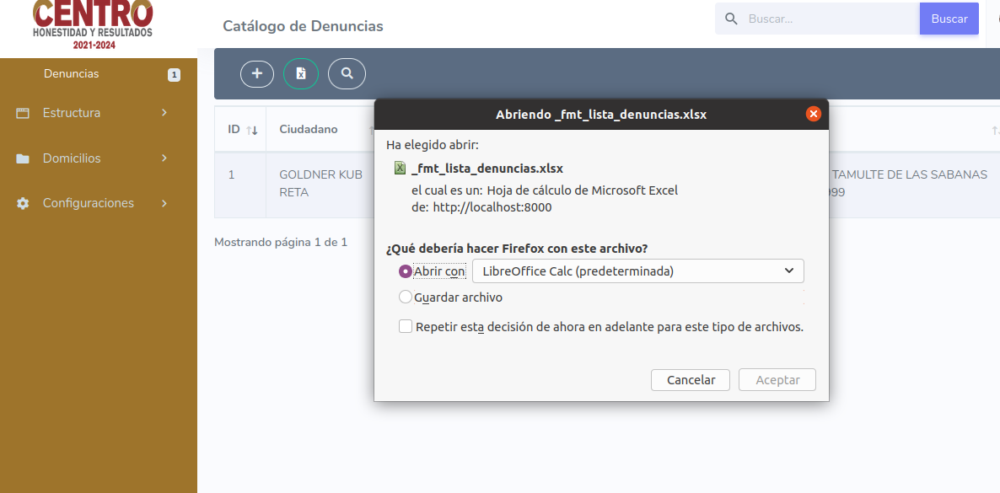 CENTRO
HONESTIDAD Y RESULTADOS
2021-2024
Catálogo de Denuncias
Buscar...
Buscar
Denuncias
1
Estructura
Domicilios
Configuraciones
ID
Ciudadano
1
GOLDNER KUB
RETA
TAMULTE DE LAS SABANAS
999
Mostrando página 1 de 1
Abriendo _fmt_lista_denuncias.xlsx
Ha elegido abrir:
_fmt_lista_denuncias.xlsx
el cual es un: Hoja de cálculo de Microsoft Excel
de: http://localhost:8000
¿Qué debería hacer Firefox con este archivo?
Abrir con
LibreOffice Calc (predeterminada)
Guardar archivo
Repetir esta decisión de ahora en adelante para este tipo de archivos.
Cancelar
Aceptar